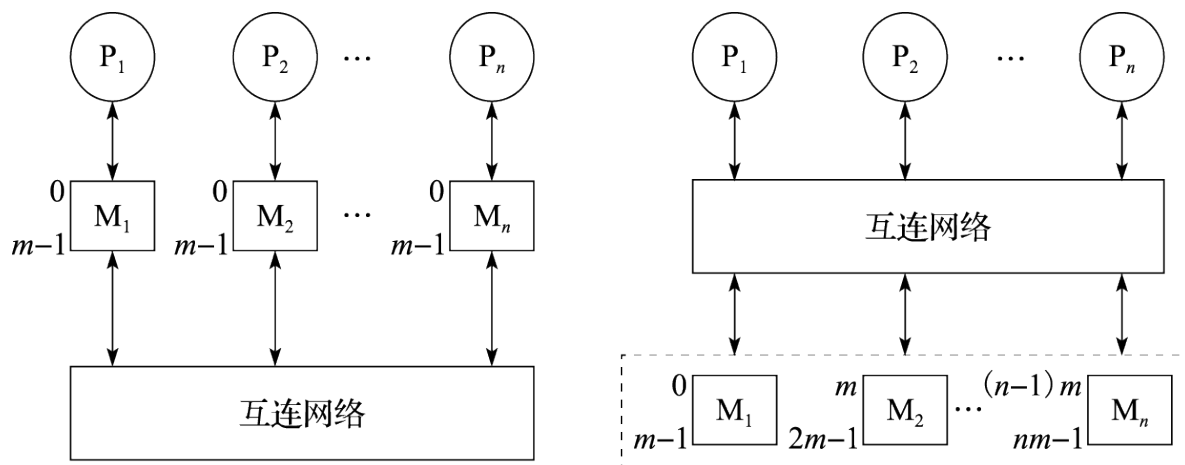 P₁ P₂ … Pₙ
0 M₁ 0 M₂ … 0 Mₙ
m−1 m−1 m−1
互连网络
P₁ P₂ … Pₙ
互连网络
0 M₁ m M₂ … (n−1)m Mₙ
m−1 2m−1 nm−1